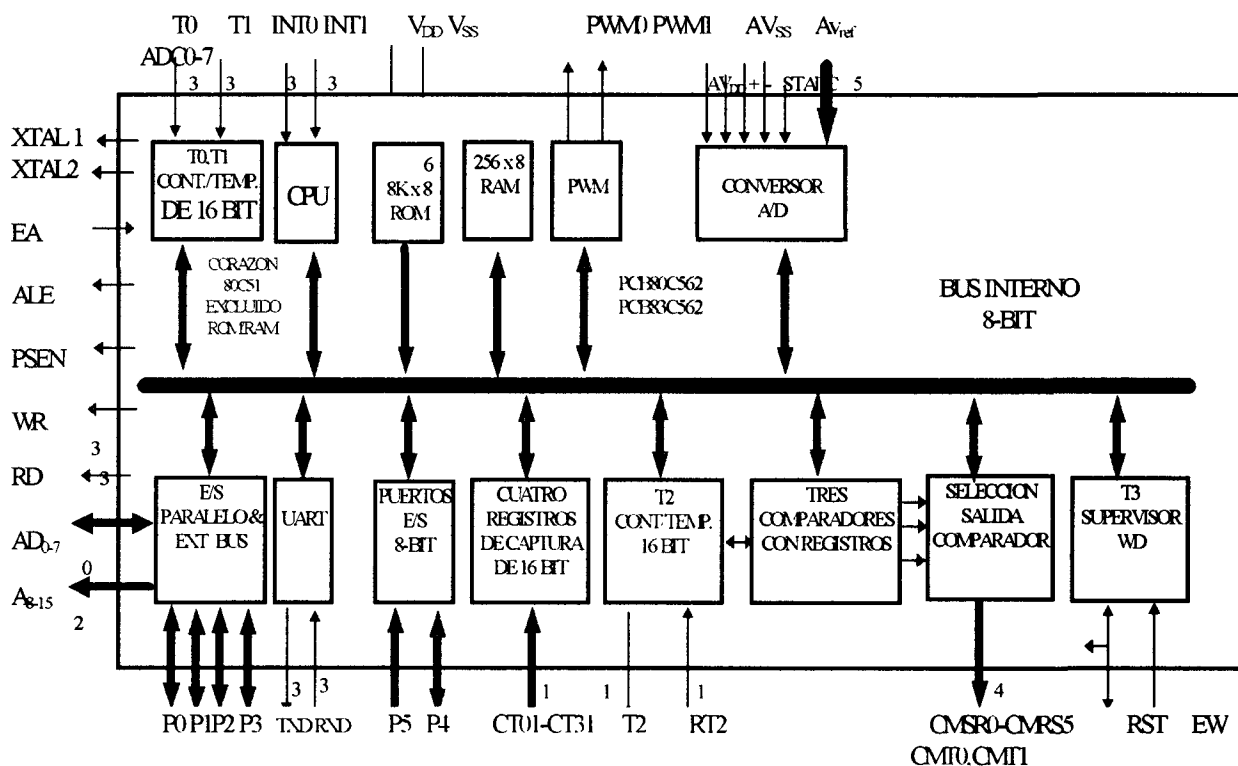 T0 T1 INT0 INT1 VDD VSS PWM0 PWM1 AVSS AVref
ADC0-7
3 3 3 3 AVDD + - STADC 5
XTAL1
XTAL2
EA
ALE
PSEN
WR
RD
AD0-7
A8-15
3
3
0
2
T0,T1
CONT./TEMP.
DE 16 BIT
CPU
6
8K x 8
ROM
256 x 8
RAM
PWM
CONVERSOR
A/D
CORAZON
80C51
EXCLUIDO
ROM/RAM
PCB80C562
PCB83C562
BUS INTERNO
8-BIT
E/S
PARALELO &
EXT BUS
UART
PUERTOS
E/S
8-BIT
CUATRO
REGISTROS
DE CAPTURA
DE 16 BIT
T2
CONT.TEMP.
16 BIT
TRES
COMPARADORES
CON REGISTROS
SELECCION
SALIDA
COMPARADOR
T3
SUPERVISOR
WD
3 3 1 1 1 4
P0 P1 P2 P3 TXD RXD P5 P4 CT01-CT31 T2 RT2 CMSR0-CMRS5 RST EW
CMT0,CMT1